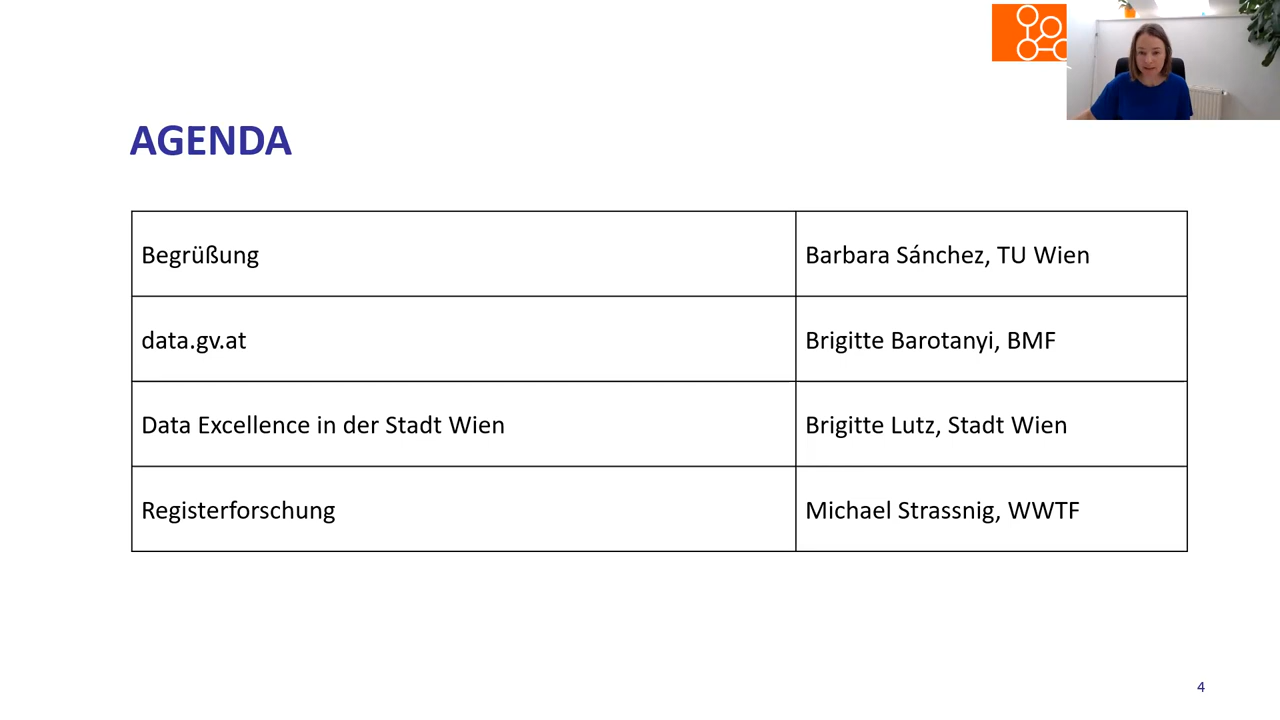 AGENDA
Begrüßung
Barbara Sánchez, TU Wien
data.gv.at
Brigitte Barotanyi, BMF
Data Excellence in der Stadt Wien
Brigitte Lutz, Stadt Wien
Registerforschung
Michael Strassnig, WWTF
4